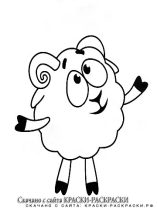 Скачано с сайта КРАСКИ-РАСКРАСКИ
СКАЧАНО С САЙТА: КРАСКИ-РАСКРАСКИ.РФ